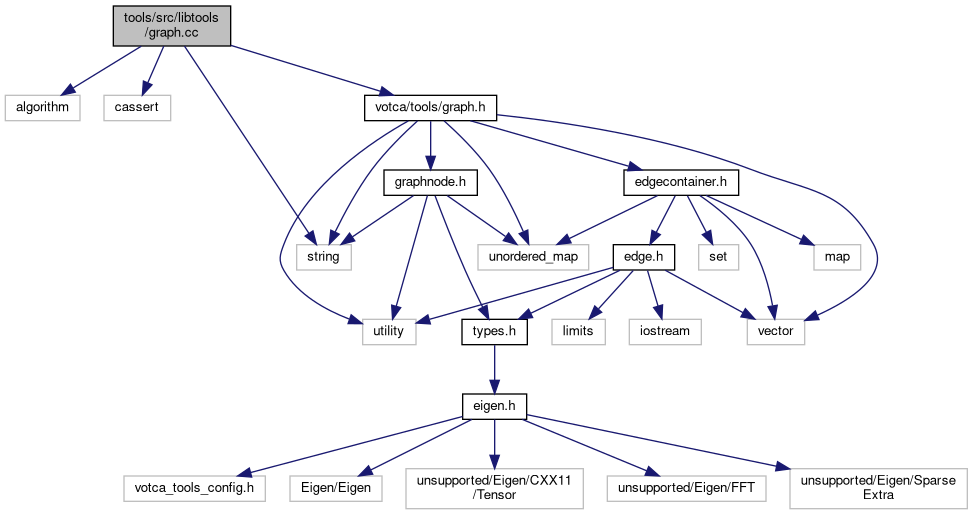 tools/src/libtools
/graph.cc
algorithm
cassert
votca/tools/graph.h
graphnode.h
edgecontainer.h
string
unordered_map
edge.h
set
map
utility
types.h
limits
iostream
vector
eigen.h
votca_tools_config.h
Eigen/Eigen
unsupported/Eigen/CXX11
/Tensor
unsupported/Eigen/FFT
unsupported/Eigen/Sparse
Extra